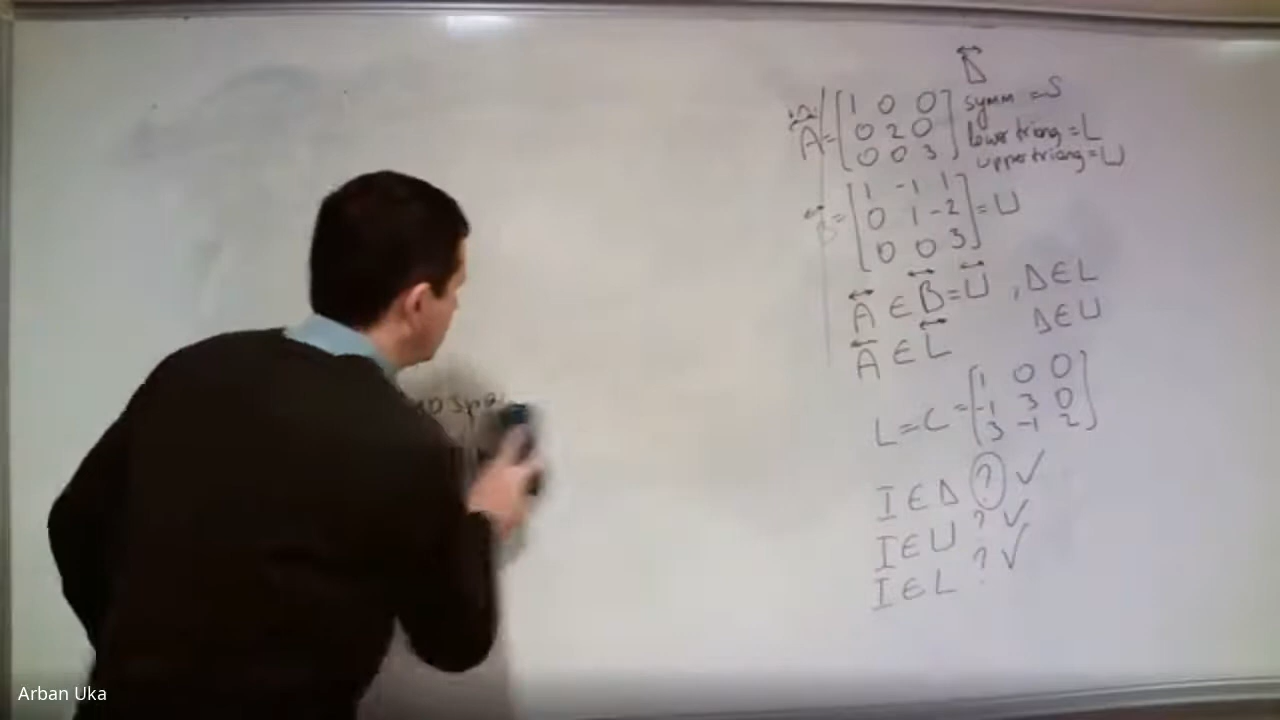 D
A = [ 1 0 0 symm = S
0 2 0 lower triang = L
0 0 3 ] upper triang = U
B = [ 1 -1 1
0 1 -2 = U
0 0 3 ]
A ∈ B = U , D ∈ L
D ∈ U
A ∈ L
L = C = [ 1 0 0
-1 3 0
3 -1 2 ]
I ∈ D ? ✓
I ∈ U ? ✓
I ∈ L ? ✓
Arban Uka